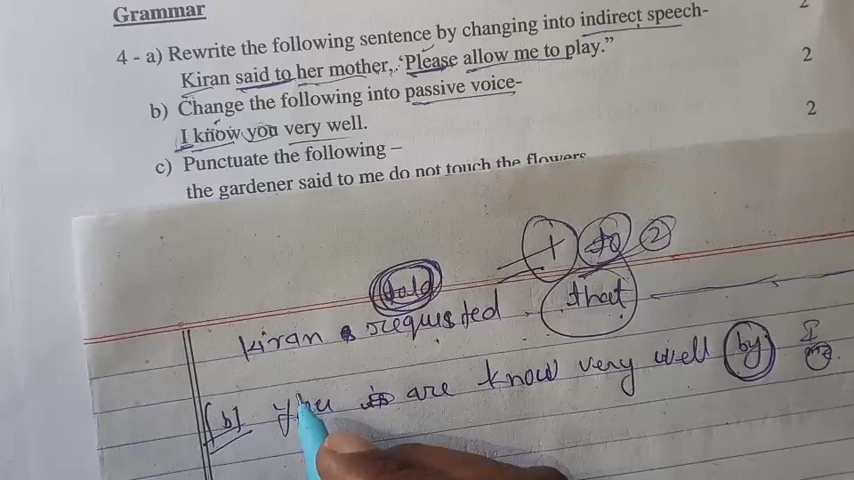 Grammar
2
4 - a) Rewrite the following sentence by changing into indirect speech-
Kiran said to her mother, 'Please allow me to play."
2
b) Change the following into passive voice-
I know you very well.
2
c) Punctuate the following –
the gardener said to me do not touch the flowers
+ to 2
told
Kiran requested that
[b] you are know very well by I
me